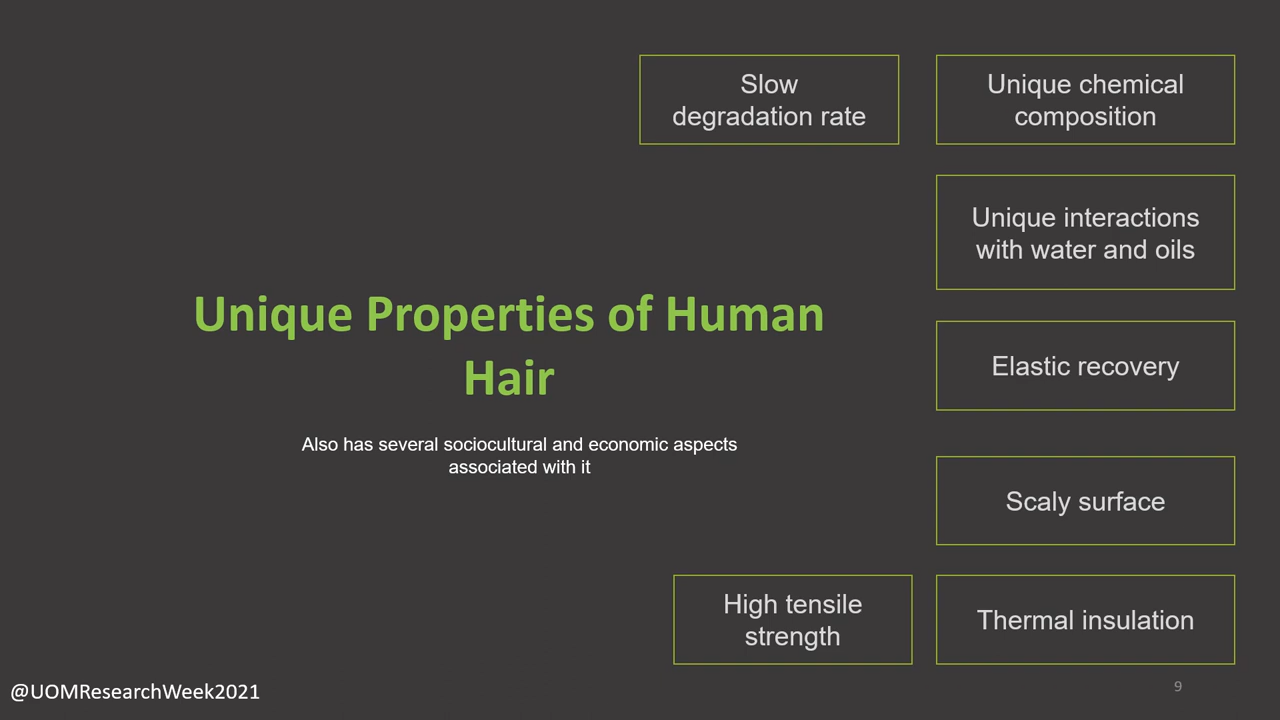 Slow
degradation rate
Unique chemical
composition
Unique interactions
with water and oils
Unique Properties of Human
Hair
Elastic recovery
Also has several sociocultural and economic aspects
associated with it
Scaly surface
High tensile
strength
Thermal insulation
@UOMResearchWeek2021
9